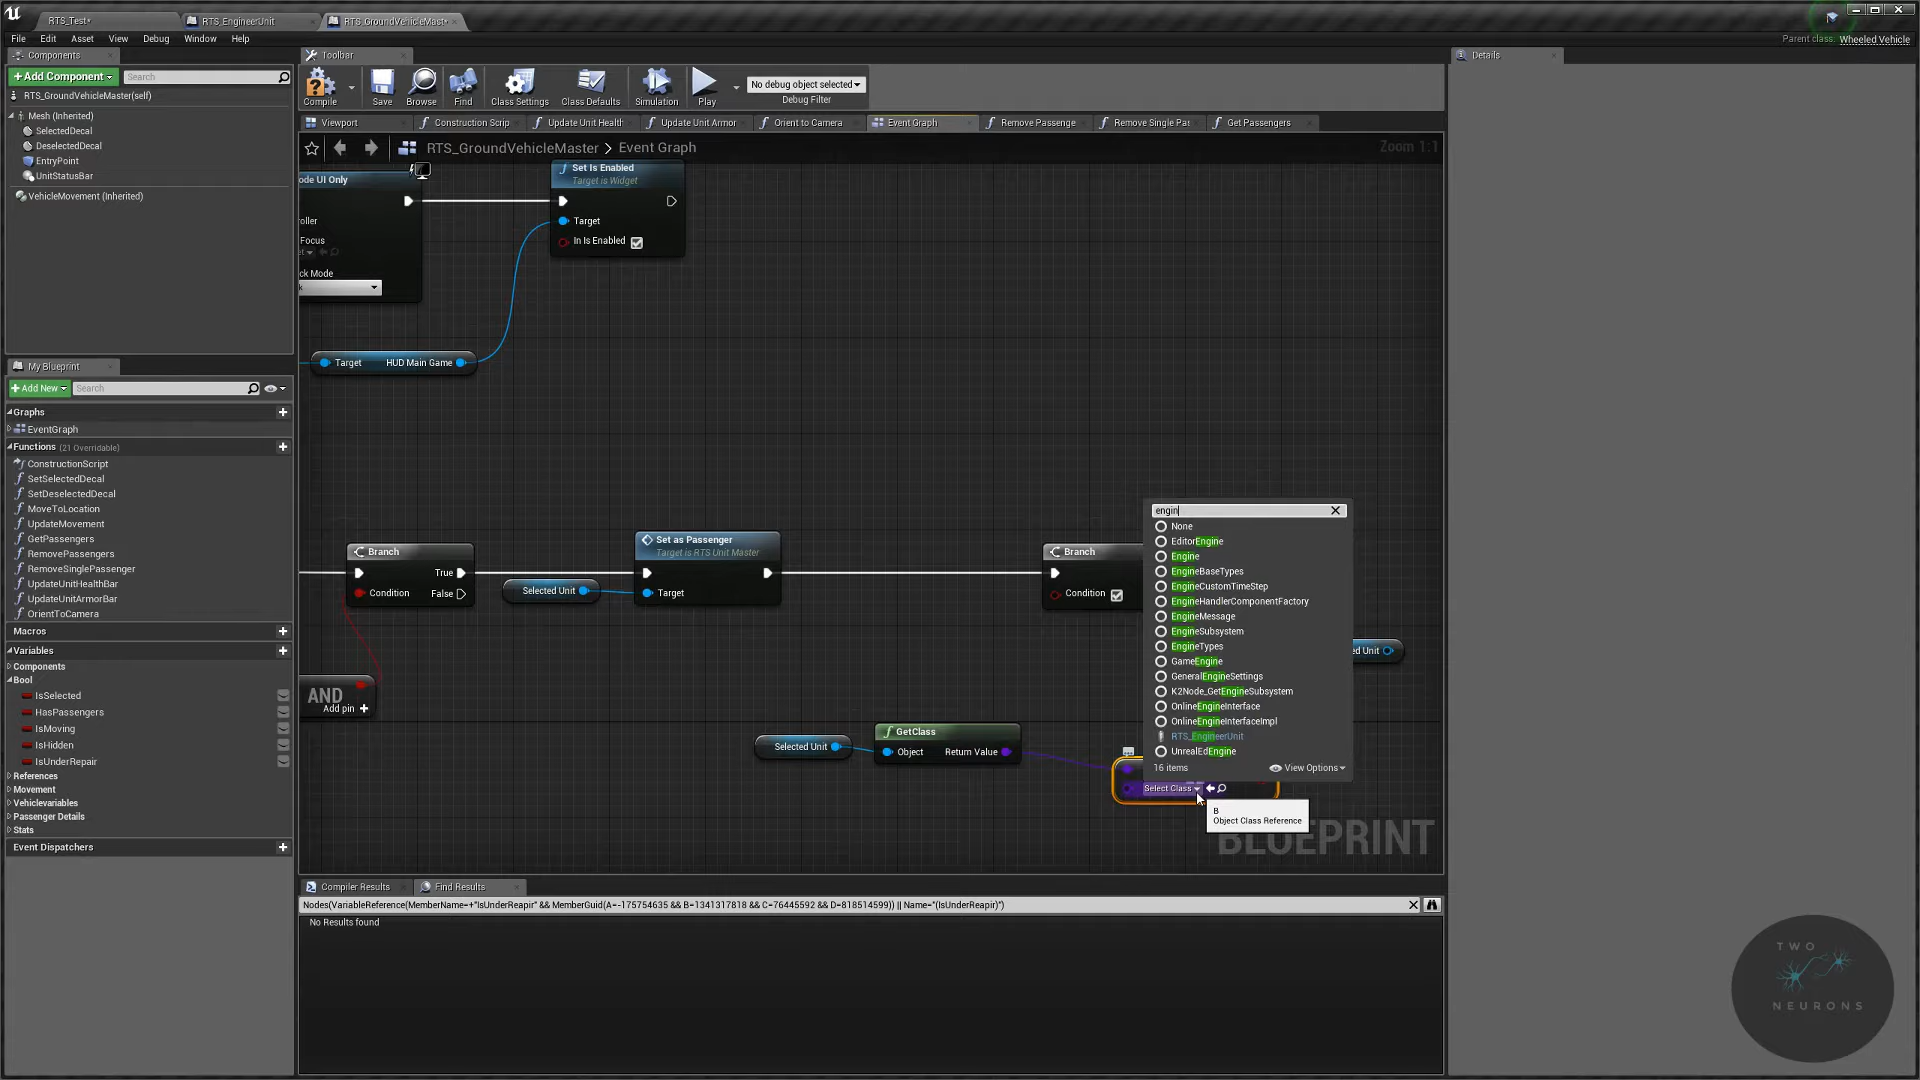 RTS_Test*
RTS_EngineerUnit
RTS_GroundVehicleMast*
File Edit Asset View Debug Window Help
Parent class: Wheeled Vehicle
Components
Toolbar
Details
+ Add Component
Search
RTS_GroundVehicleMaster(self)
Mesh (Inherited)
SelectedDecal
DeselectedDecal
EntryPoint
UnitStatusBar
VehicleMovement (Inherited)
Compile
Save
Browse
Find
Class Settings
Class Defaults
Simulation
Play
No debug object selected
Debug Filter
Viewport
Construction Scrip
Update Unit Health
Update Unit Armor
Orient to Camera
Event Graph
Remove Passenge
Remove Single Pas
Get Passengers
RTS_GroundVehicleMaster > Event Graph
Zoom 1:1
ode UI Only
oller
Focus
ck Mode
Set Is Enabled
Target is Widget
Target
In Is Enabled
Target HUD Main Game
My Blueprint
+ Add New
Search
Graphs
EventGraph
Functions (21 Overridable)
ConstructionScript
SetSelectedDecal
SetDeselectedDecal
MoveToLocation
UpdateMovement
GetPassengers
RemovePassengers
RemoveSinglePassenger
UpdateUnitHealthBar
UpdateUnitArmorBar
OrientToCamera
Macros
Variables
Components
Bool
IsSelected
HasPassengers
IsMoving
IsHidden
IsUnderRepair
References
Movement
Vehiclevariables
Passenger Details
Stats
Event Dispatchers
Branch
True
Condition
False
Selected Unit
Set as Passenger
Target is RTS Unit Master
Target
Branch
Condition
AND
Add pin +
Selected Unit
GetClass
Object
Return Value
ed Unit
engin
None
EditorEngine
Engine
EngineBaseTypes
EngineCustomTimeStep
EngineHandlerComponentFactory
EngineMessage
EngineSubsystem
EngineTypes
GameEngine
GeneralEngineSettings
K2Node_GetEngineSubsystem
OnlineEngineInterface
OnlineEngineInterfaceImpl
RTS_EngineerUnit
UnrealEdEngine
16 items
View Options
Select Class
B
Object Class Reference
BLUEPRINT
Compiler Results
Find Results
Nodes(VariableReference(MemberName=+"IsUnderReapir" && MemberGuid(A=-175754635 && B=1341317818 && C=76445592 && D=818514599)) || Name="(IsUnderReapir)")
No Results found
TWO
NEURONS